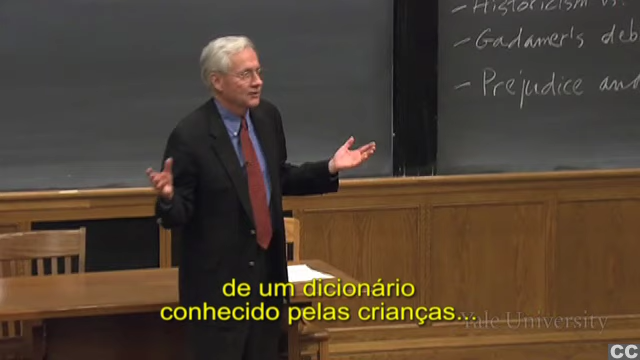 - Historicism vs.
- Gadamer's deb
- Prejudice and
de um dicionário
conhecido pelas crianças...
Yale University
CC